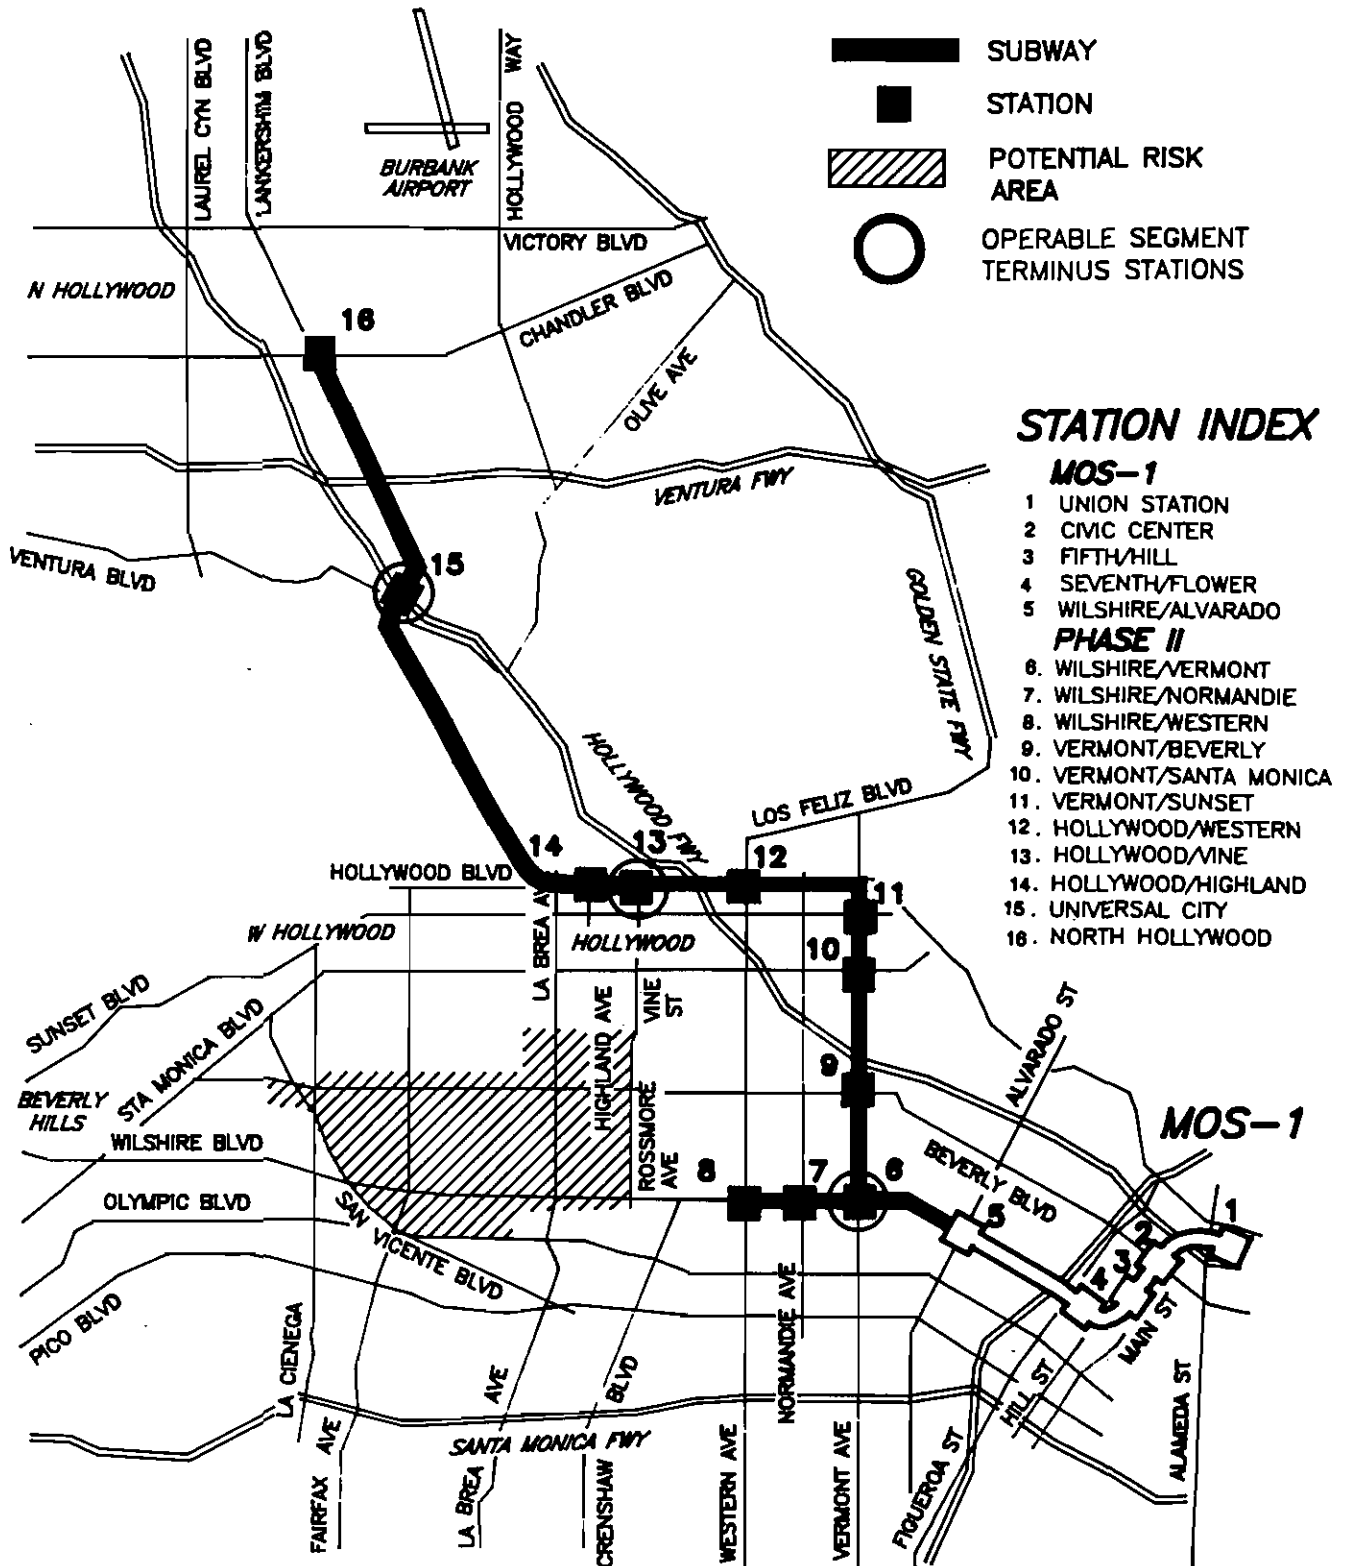 SUBWAY
STATION
POTENTIAL RISK
AREA
OPERABLE SEGMENT
TERMINUS STATIONS
LAUREL CYN BLVD
LANKERSHIM BLVD
HOLLYWOOD WAY
BURBANK
AIRPORT
VICTORY BLVD
N HOLLYWOOD
CHANDLER BLVD
16
OLIVE AVE
VENTURA FWY
VENTURA BLVD
15
GOLDEN STATE FWY
STATION INDEX
MOS-1
1 UNION STATION
2 CIVIC CENTER
3 FIFTH/HILL
4 SEVENTH/FLOWER
5 WILSHIRE/ALVARADO
PHASE II
6. WILSHIRE/VERMONT
7. WILSHIRE/NORMANDIE
8. WILSHIRE/WESTERN
9. VERMONT/BEVERLY
10. VERMONT/SANTA MONICA
11. VERMONT/SUNSET
12. HOLLYWOOD/WESTERN
13. HOLLYWOOD/VINE
14. HOLLYWOOD/HIGHLAND
15. UNIVERSAL CITY
16. NORTH HOLLYWOOD
HOLLYWOOD FWY
LOS FELIZ BLVD
14
13
12
HOLLYWOOD BLVD
11
W HOLLYWOOD
LA BREA AVE
HOLLYWOOD
10
SUNSET BLVD
STA MONICA BLVD
HIGHLAND AVE
VINE
ST
ALVARADO ST
9
BEVERLY
HILLS
WILSHIRE BLVD
ROSSMORE
AVE
MOS-1
BEVERLY BLVD
8
7
6
5
OLYMPIC BLVD
SAN VICENTE BLVD
1
2
3
4
PICO BLVD
MAIN ST
LA CIENEGA
NORMANDIE AVE
HILL ST
ALAMEDA ST
FAIRFAX AVE
LA BREA AVE
SANTA MONICA FWY
CRENSHAW BLVD
WESTERN AVE
VERMONT AVE
FIGUEROA ST